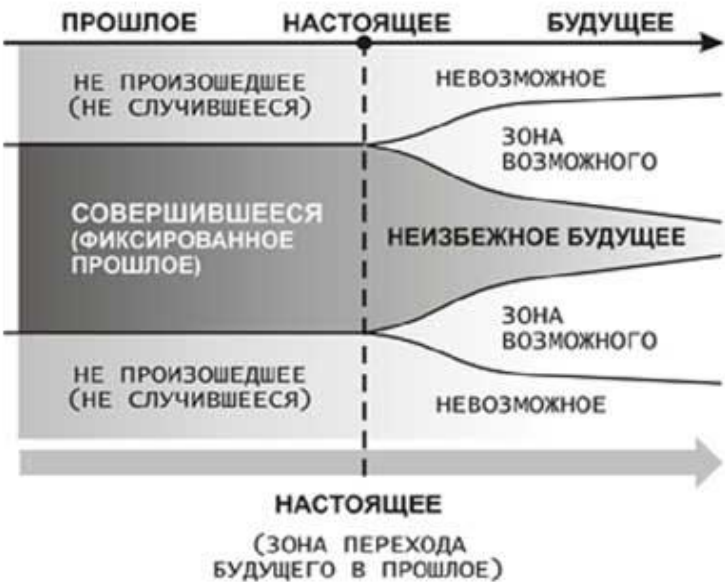 ПРОШЛОЕ НАСТОЯЩЕЕ БУДУЩЕЕ
НЕ ПРОИЗОШЕДШЕЕ
(НЕ СЛУЧИВШЕЕСЯ)
НЕВОЗМОЖНОЕ
ЗОНА
ВОЗМОЖНОГО
СОВЕРШИВШЕЕСЯ
(ФИКСИРОВАННОЕ
ПРОШЛОЕ)
НЕИЗБЕЖНОЕ БУДУЩЕЕ
ЗОНА
ВОЗМОЖНОГО
НЕ ПРОИЗОШЕДШЕЕ
(НЕ СЛУЧИВШЕЕСЯ)
НЕВОЗМОЖНОЕ
НАСТОЯЩЕЕ
(ЗОНА ПЕРЕХОДА
БУДУЩЕГО В ПРОШЛОЕ)